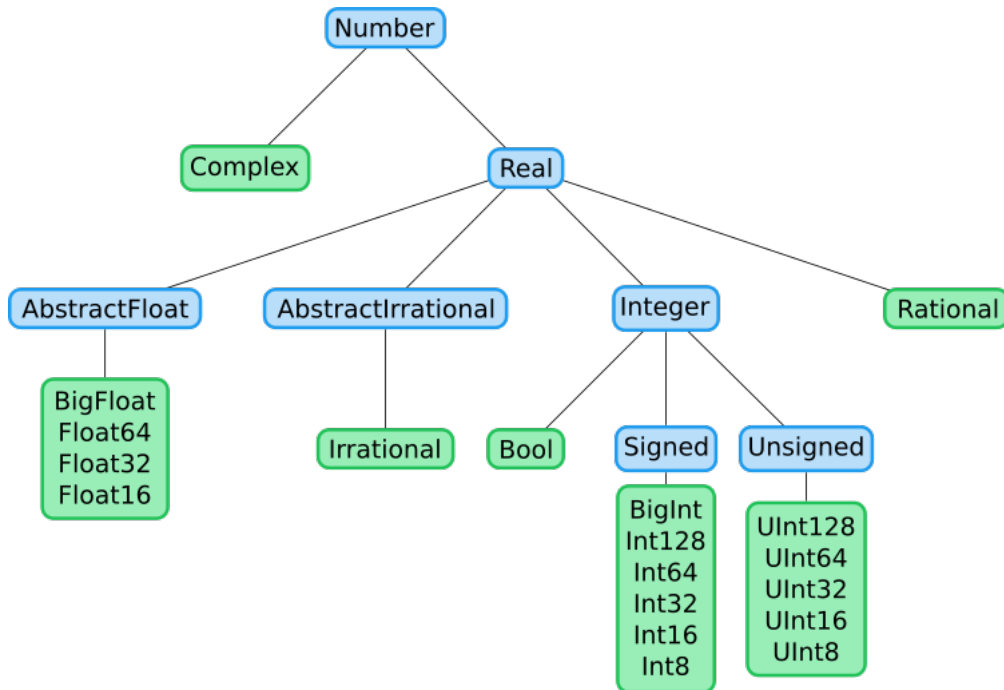 Number
Complex
Real
AbstractFloat
AbstractIrrational
Integer
Rational
BigFloat
Float64
Float32
Float16
Irrational
Bool
Signed
Unsigned
BigInt
Int128
Int64
Int32
Int16
Int8
UInt128
UInt64
UInt32
UInt16
UInt8